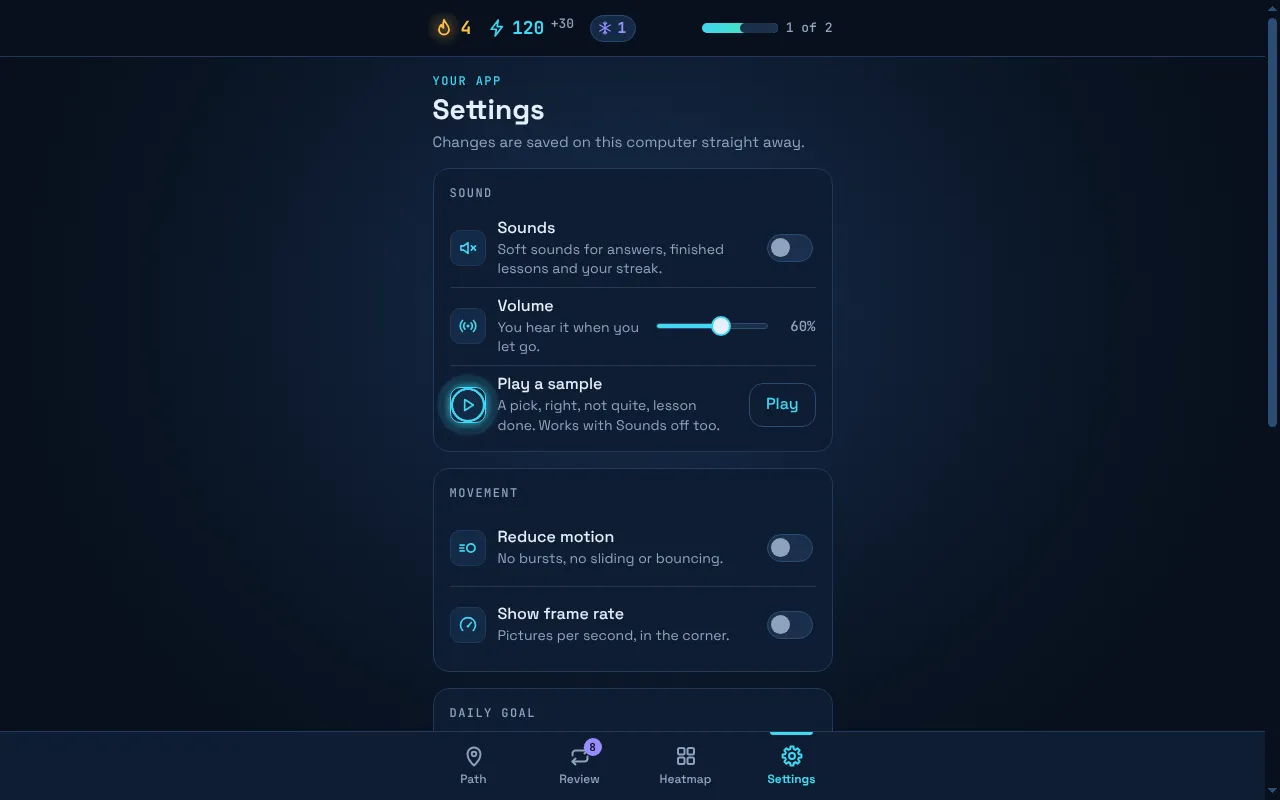 4 120 +30 1 1 of 2
YOUR APP
Settings
Changes are saved on this computer straight away.
SOUND
Sounds
Soft sounds for answers, finished
lessons and your streak.
Volume
You hear it when you
let go.
60%
Play a sample
A pick, right, not quite, lesson
done. Works with Sounds off too.
Play
MOVEMENT
Reduce motion
No bursts, no sliding or bouncing.
Show frame rate
Pictures per second, in the corner.
DAILY GOAL
8
Path Review Heatmap Settings